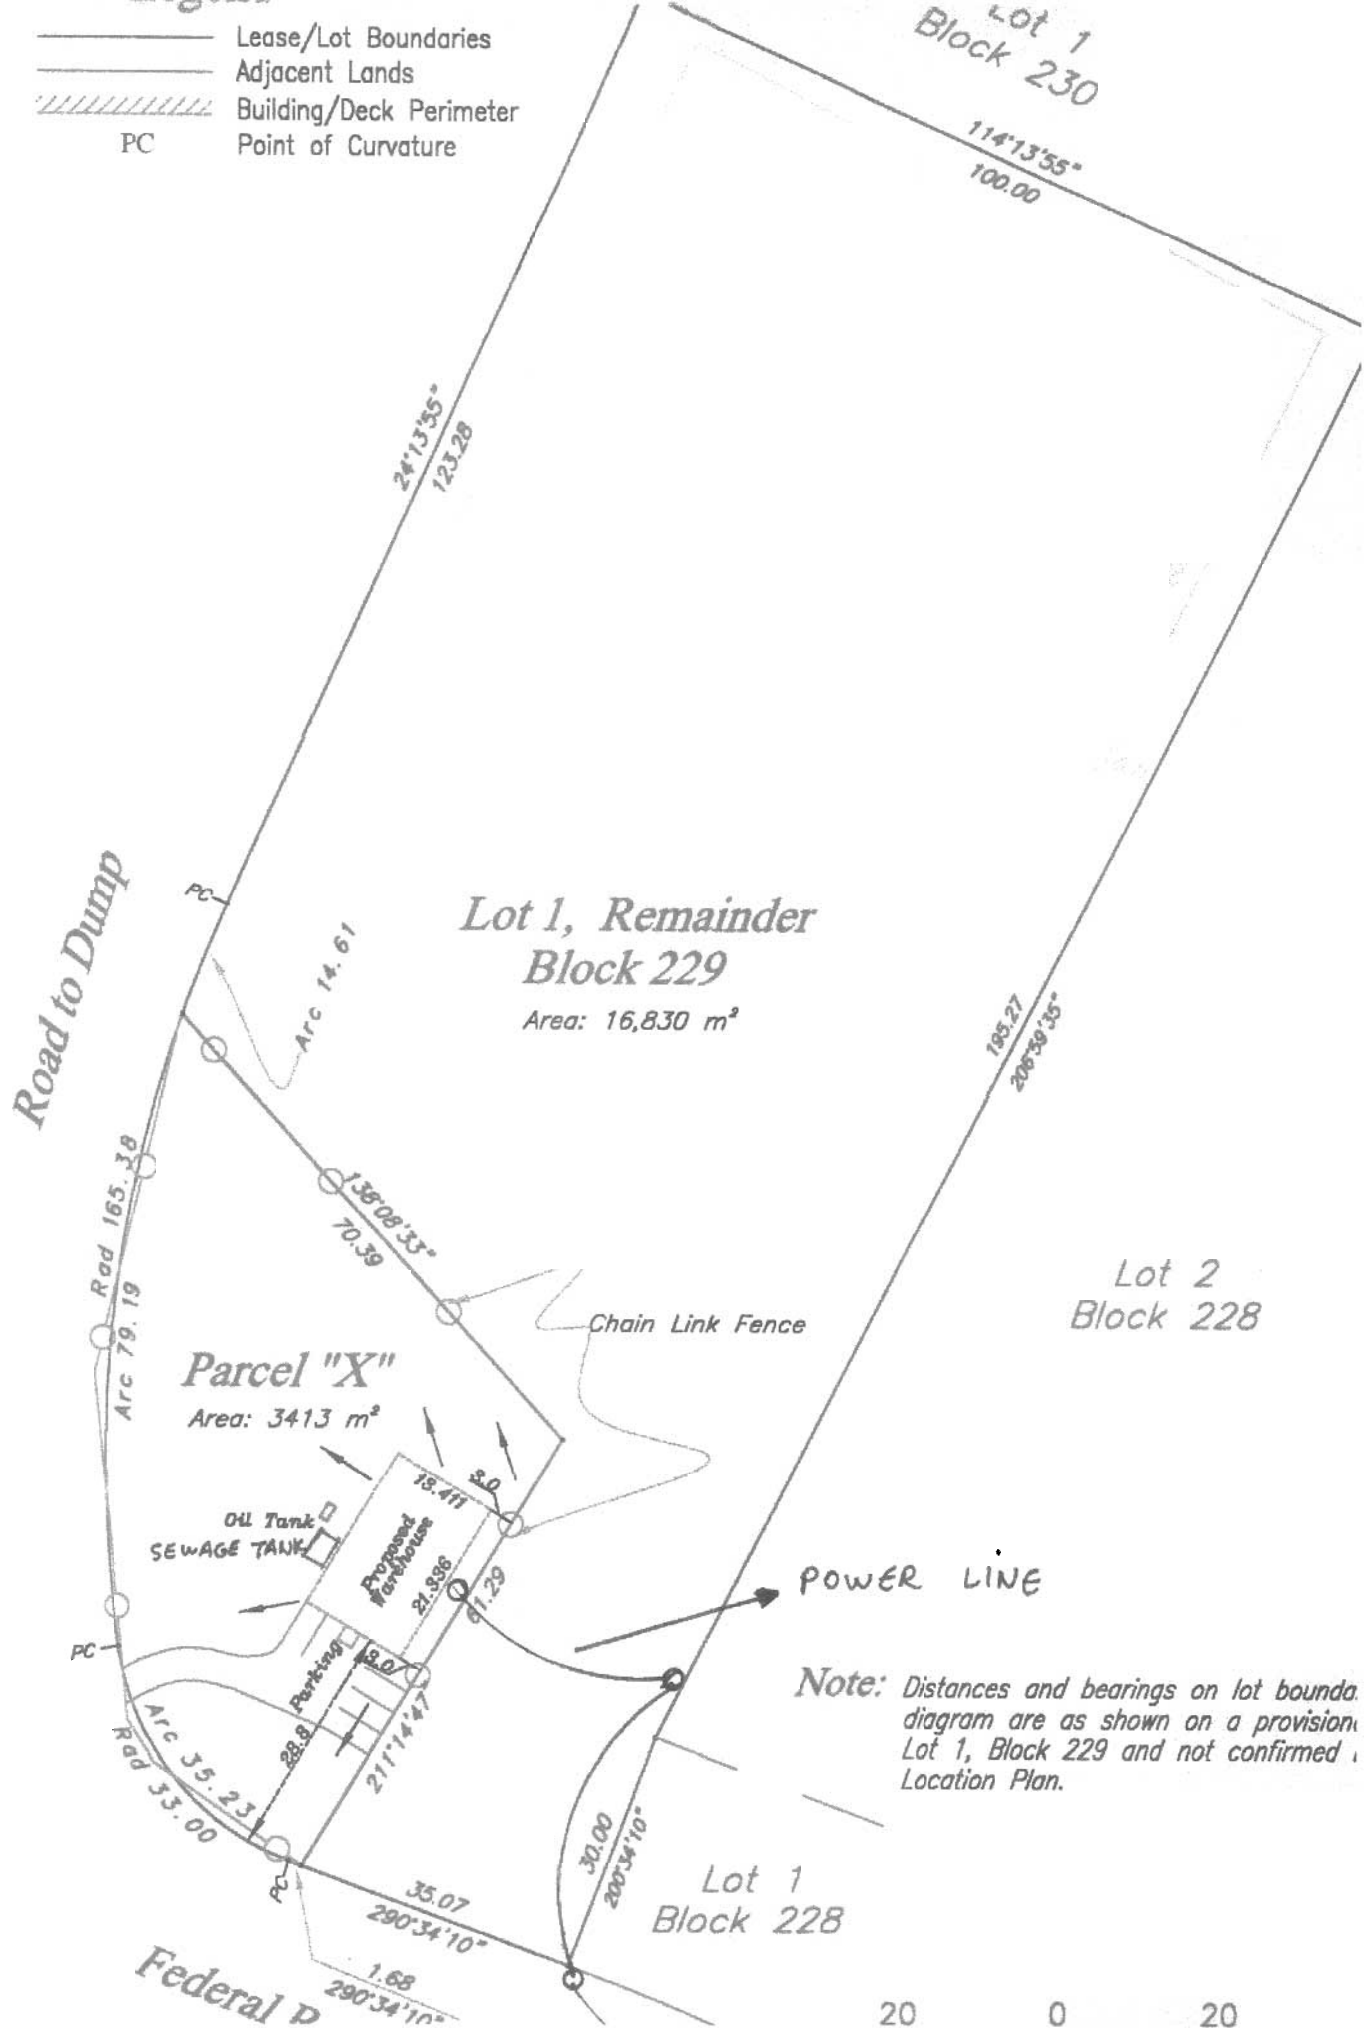 Lease/Lot Boundaries
Adjacent Lands
Building/Deck Perimeter
PC Point of Curvature
Lot 1
Block 230
114°13'55"
100.00
24°13'55"
123.28
Road to Dump
PC
Arc 14.61
Lot 1, Remainder
Block 229
Area: 16,830 m²
195.27
206°59'35"
138°08'33"
70.39
Rad 165.38
Arc 79.19
Chain Link Fence
Lot 2
Block 228
Parcel "X"
Area: 3413 m²
13.411
3.0
Oil Tank
SEWAGE TANK
Proposed
Warehouse
21.336
61.29
POWER LINE
PC
Parking
3.0
28.8
211°14'47"
Arc 35.23
Rad 33.00
PC
Note: Distances and bearings on lot bounda
diagram are as shown on a provision
Lot 1, Block 229 and not confirmed
Location Plan.
30.00
200°34'10"
Lot 1
Block 228
35.07
290°34'10"
Federal
1.68
290°34'10"
20 0 20